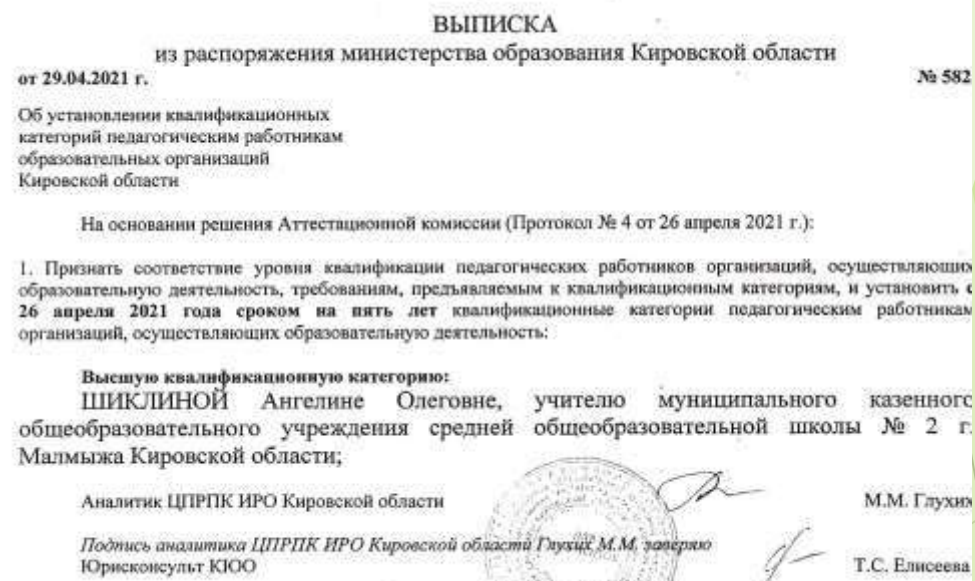 ВЫПИСКА
из распоряжения министерства образования Кировской области
от 29.04.2021 г. № 582
Об установлении квалификационных
категорий педагогическим работникам
образовательных организаций
Кировской области
На основании решения Аттестационной комиссии (Протокол № 4 от 26 апреля 2021 г.):
1. Признать соответствие уровня квалификации педагогических работников организаций, осуществляющих
образовательную деятельность, требованиям, предъявляемым к квалификационным категориям, и установить с
26 апреля 2021 года сроком на пять лет квалификационные категории педагогическим работникам
организаций, осуществляющих образовательную деятельность:
Высшую квалификационную категорию:
ШИКЛИНОЙ Ангелине Олеговне, учителю муниципального казенного
общеобразовательного учреждения средней общеобразовательной школы № 2 г.
Малмыжа Кировской области;
Аналитик ЦПРПК ИРО Кировской области М.М. Глухих
Подпись аналитика ЦПРПК ИРО Кировской области Глухих М.М. заверяю
Юрисконсульт КІОО Т.С. Елисеева